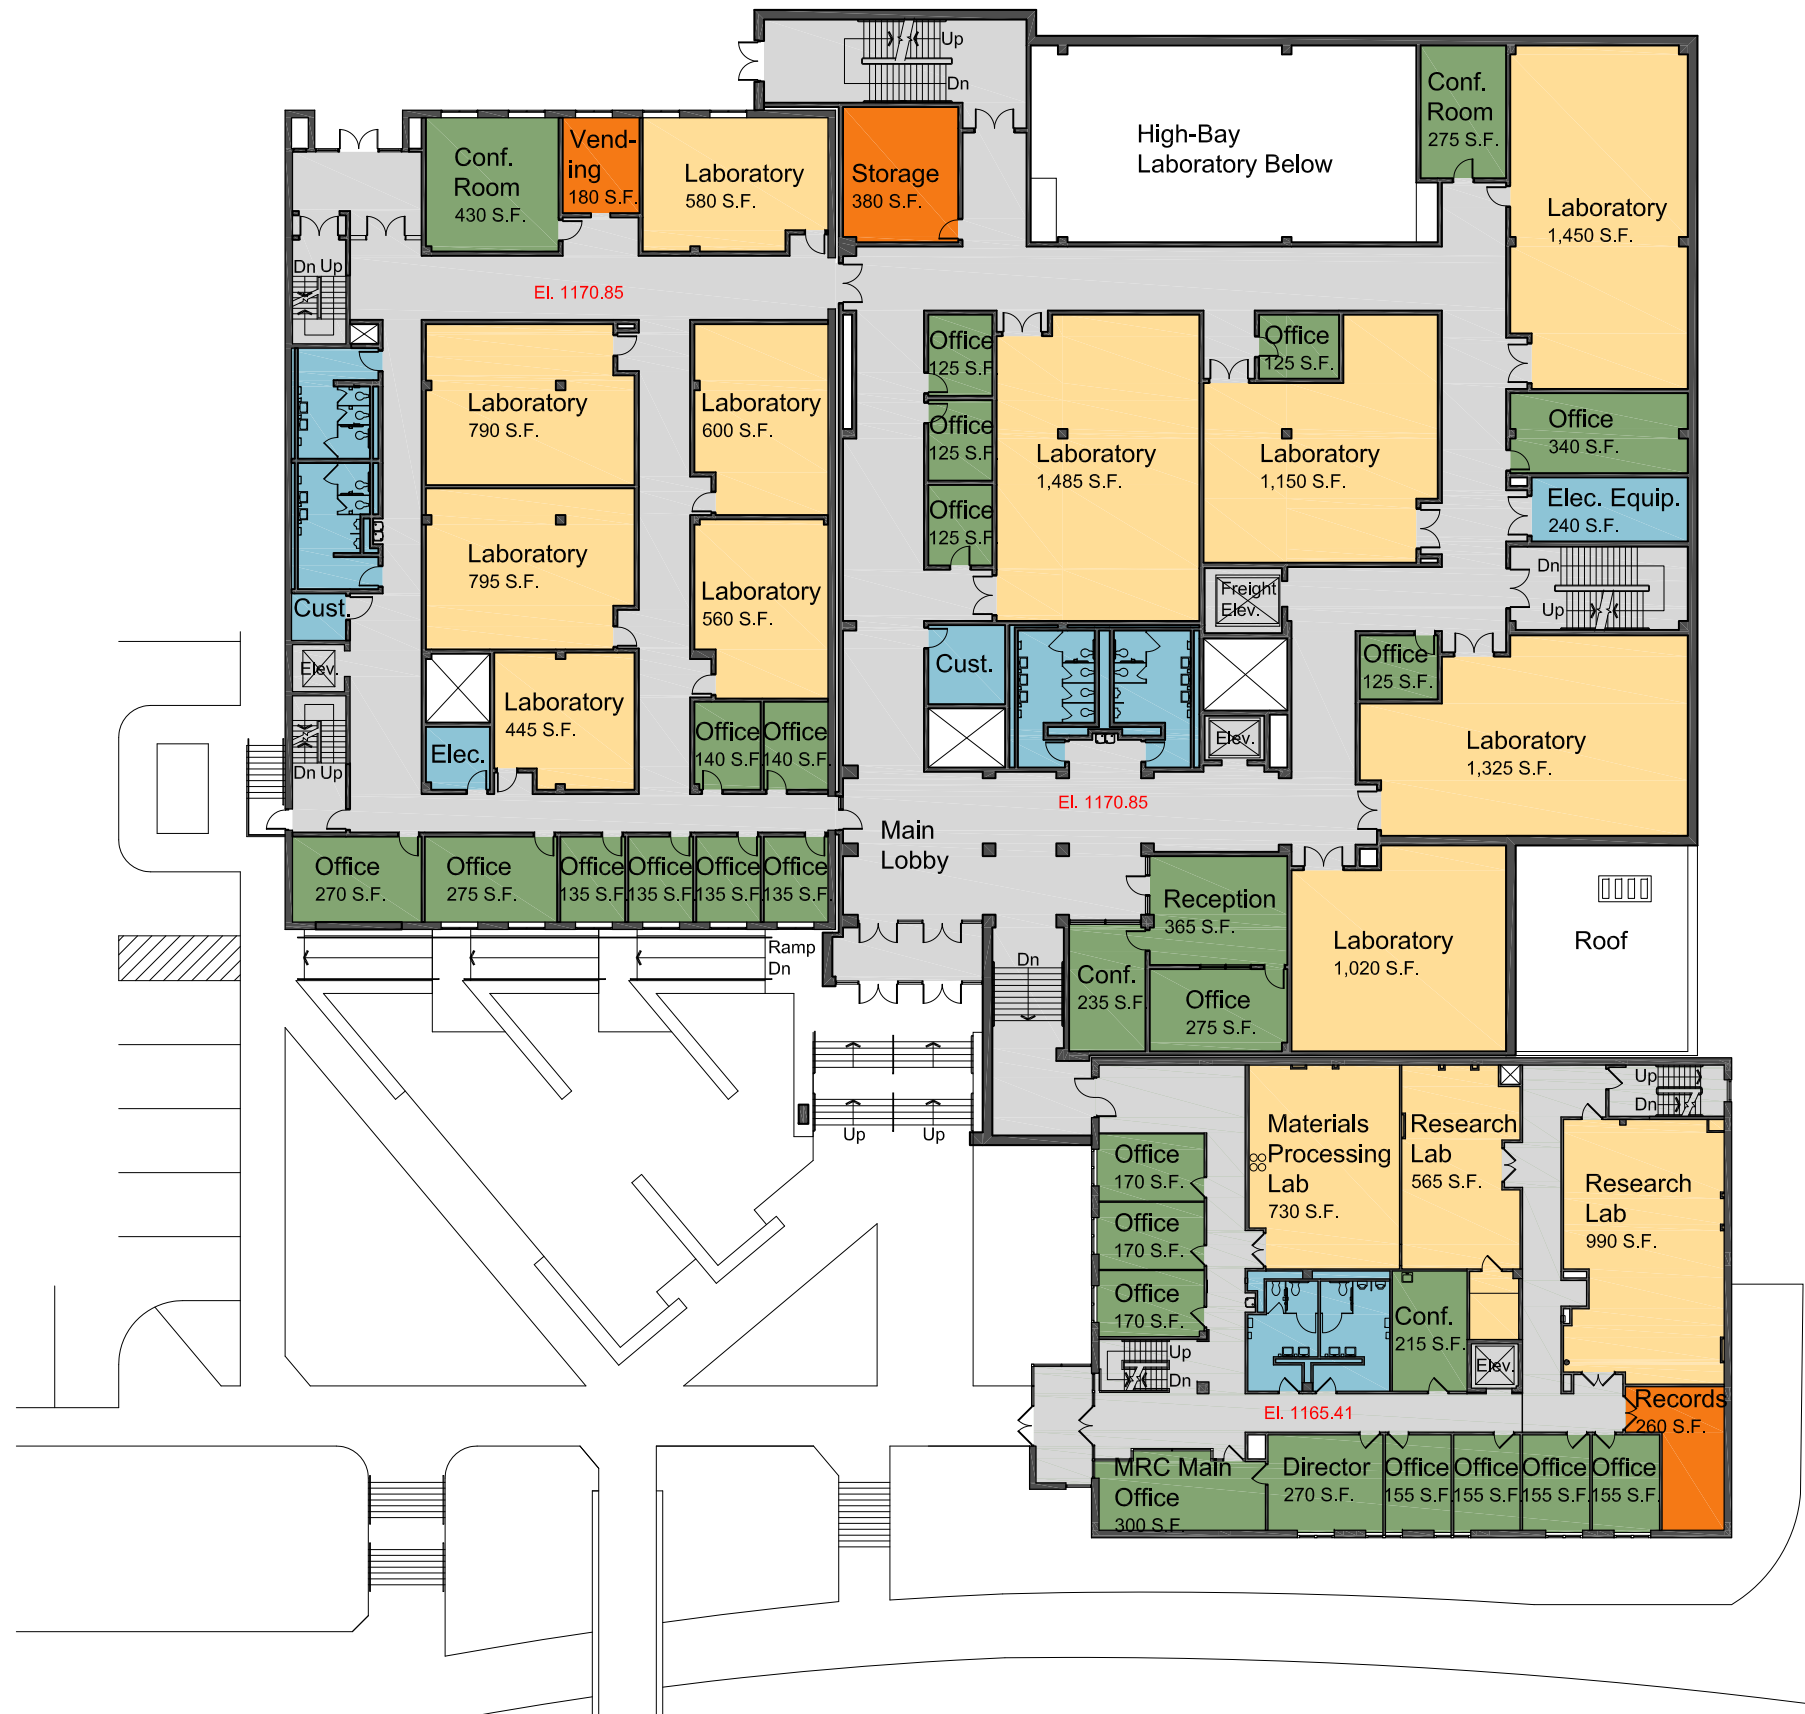 Up
Dn
High-Bay
Laboratory Below
Conf.
Room
275 S.F.
Laboratory
1,450 S.F.
Conf.
Room
430 S.F.
Vend-
ing
180 S.F.
Laboratory
580 S.F.
Storage
380 S.F.
Dn Up
El. 1170.85
Laboratory
790 S.F.
Laboratory
600 S.F.
Office
125 S.F.
Office
125 S.F.
Office
125 S.F.
Laboratory
1,485 S.F.
Office
125 S.F.
Laboratory
1,150 S.F.
Office
340 S.F.
Elec. Equip.
240 S.F.
Dn
Up
Laboratory
795 S.F.
Laboratory
560 S.F.
Freight
Elev.
Cust.
Elev.
Laboratory
445 S.F.
Elec.
Office
140 S.F.
Office
140 S.F.
Dn Up
Cust.
Elev.
Office
125 S.F.
Laboratory
1,325 S.F.
El. 1170.85
Main
Lobby
Office
270 S.F.
Office
275 S.F.
Office
135 S.F.
Office
135 S.F.
Office
135 S.F.
Office
135 S.F.
Reception
365 S.F.
Laboratory
1,020 S.F.
Roof
Ramp
Dn
Dn
Conf.
235 S.F.
Office
275 S.F.
Up
Up
Up
Dn
Materials
Processing
Lab
730 S.F.
Research
Lab
565 S.F.
Research
Lab
990 S.F.
Office
170 S.F.
Office
170 S.F.
Office
170 S.F.
Up
Dn
Conf.
215 S.F.
Elev.
El. 1165.41
Records
260 S.F.
MRC Main
Office
300 S.F.
Director
270 S.F.
Office
155 S.F.
Office
155 S.F.
Office
155 S.F.
Office
155 S.F.